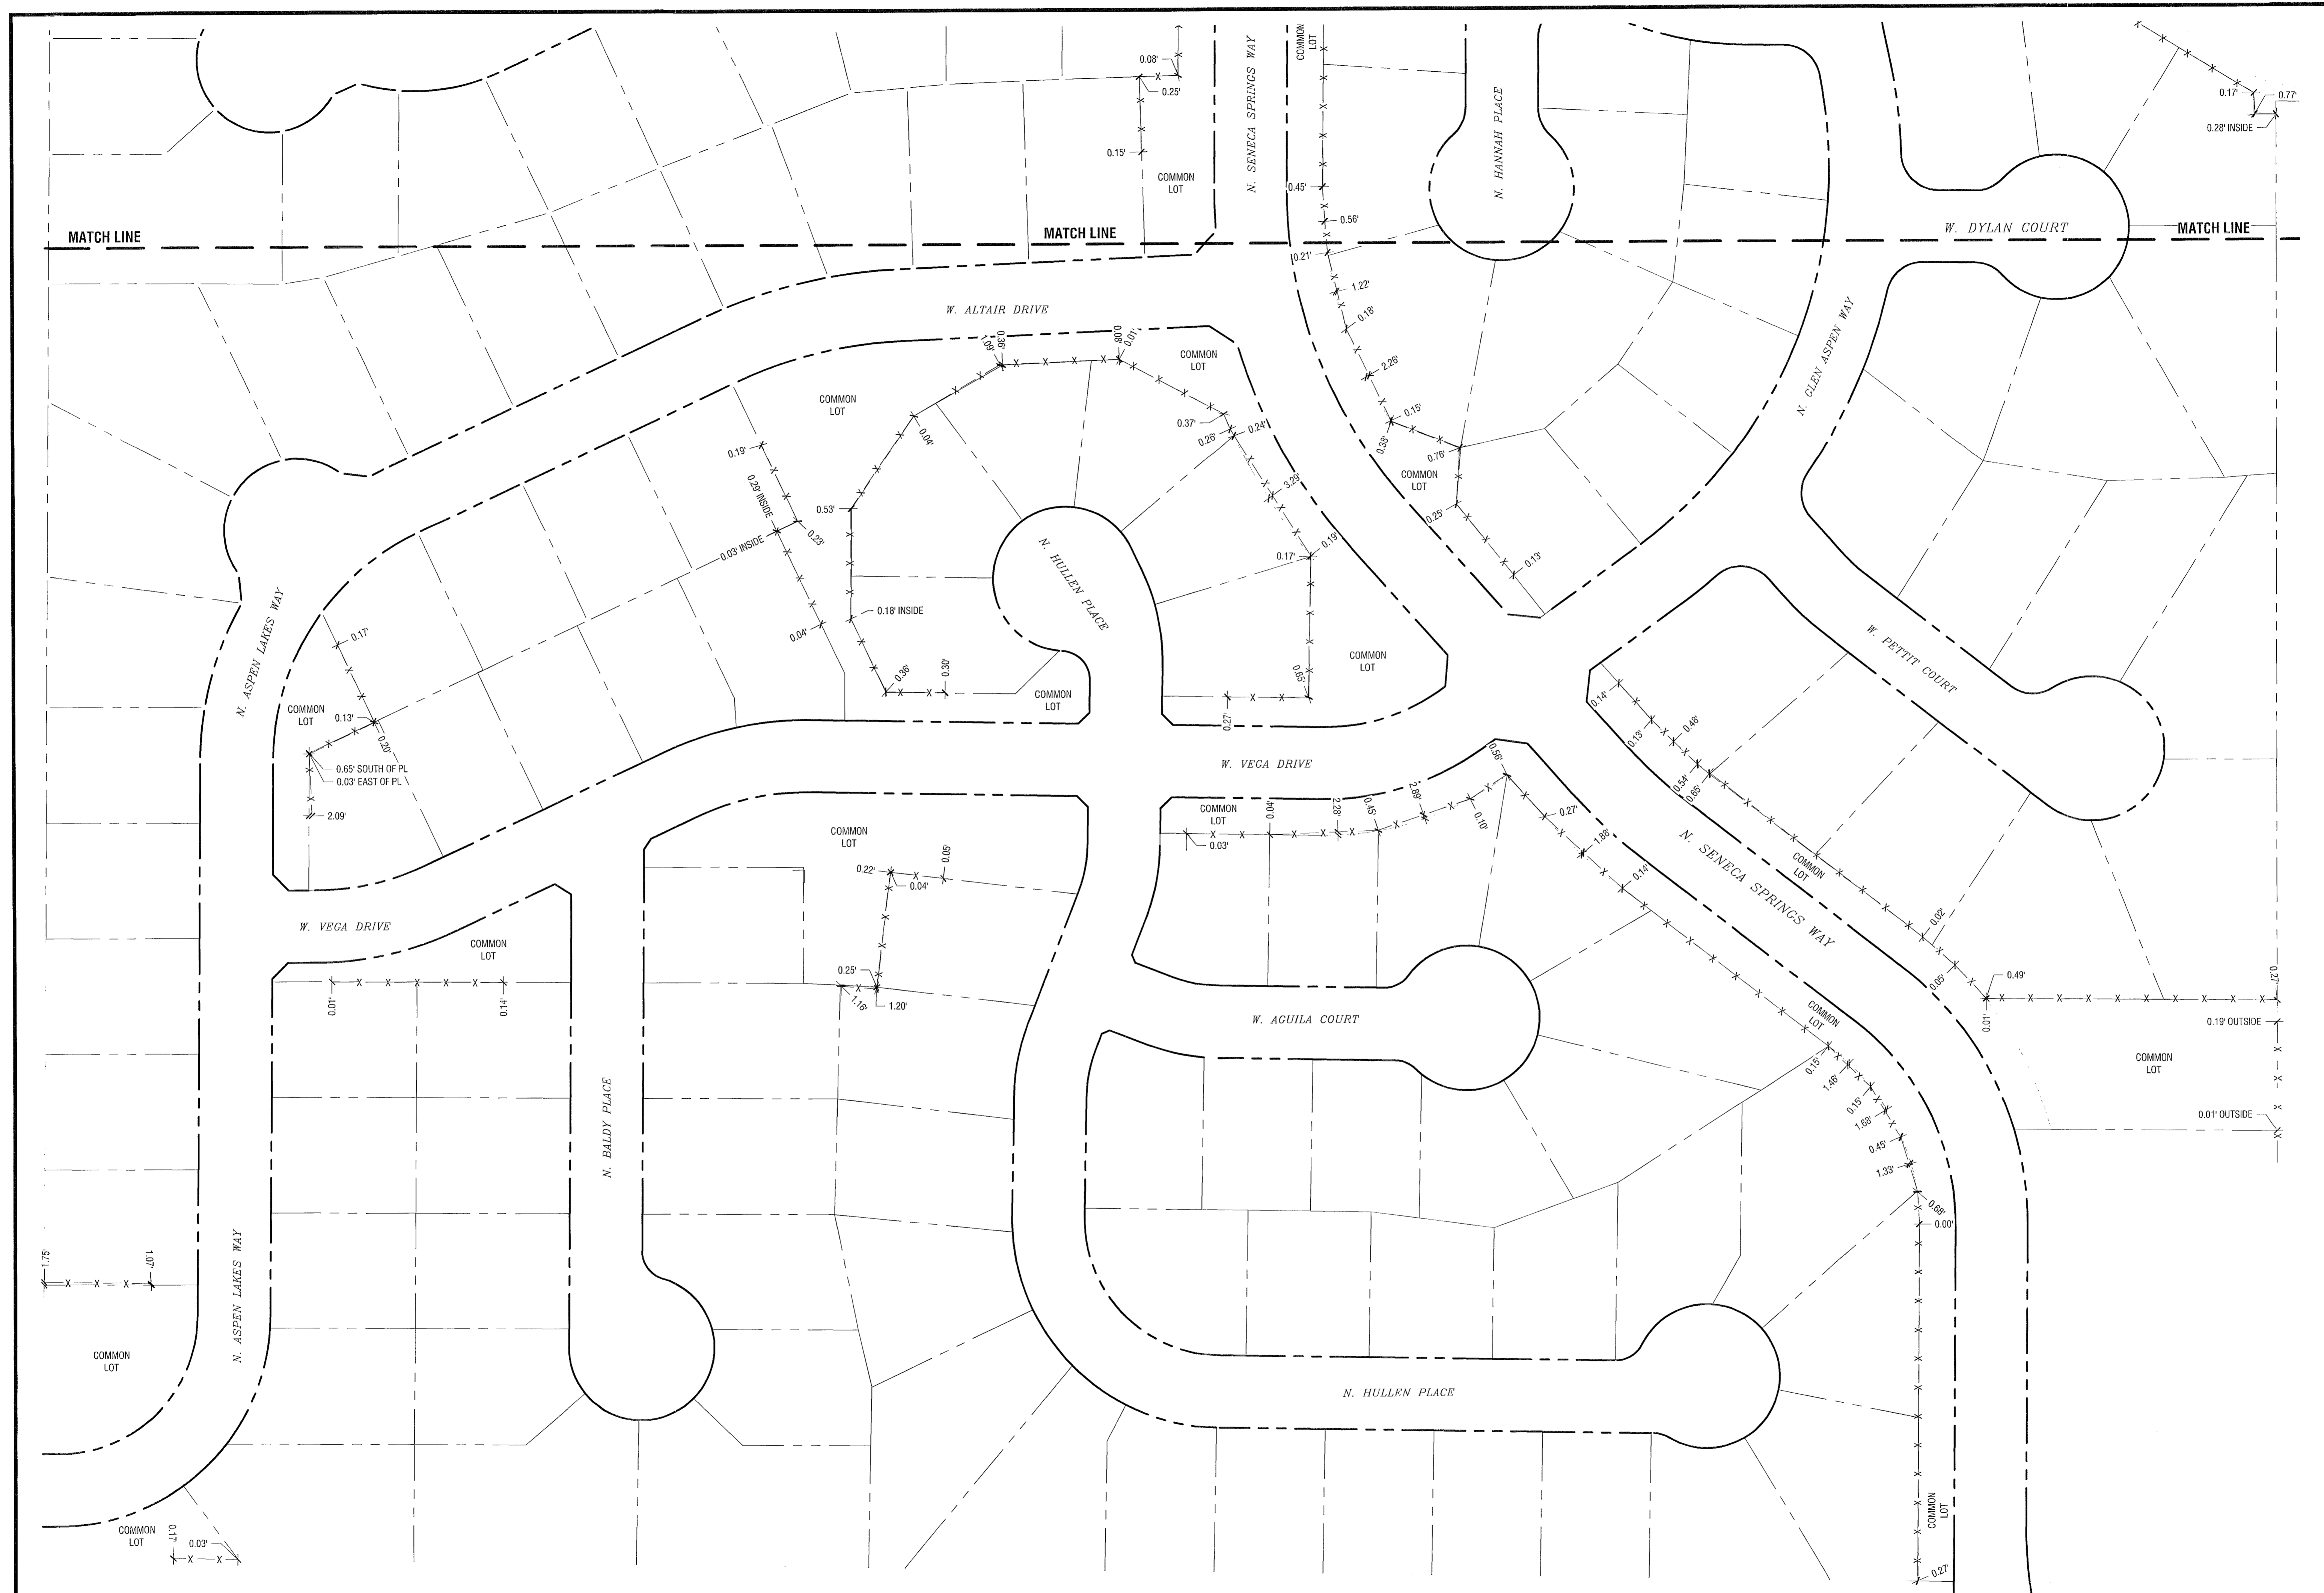 0.08'
0.25'
0.15'
COMMON
LOT
N. SENECA SPRINGS WAY
COMMON
LOT
N. HANNAH PLACE
0.17'
0.77'
0.28' INSIDE
0.45'
0.56'
MATCH LINE
MATCH LINE
W. DYLAN COURT
MATCH LINE
0.21'
1.22'
0.18'
W. ALTAIR DRIVE
N. GLEN ASPEN WAY
1.09'
0.36'
0.08'
0.01'
COMMON
LOT
2.26'
COMMON
LOT
0.15'
0.38'
0.37'
0.26'
0.24'
0.04'
0.19'
0.76'
COMMON
LOT
0.29' INSIDE
3.29'
0.53'
0.25'
0.23'
0.03' INSIDE
0.19'
0.17'
N. HULLEN PLACE
0.13'
N. ASPEN LAKES WAY
0.18' INSIDE
0.17'
0.04'
W. PETTIT COURT
COMMON
LOT
0.36'
0.30'
0.65'
COMMON
LOT
0.14'
COMMON
LOT
0.13'
0.20'
0.27'
0.13'
0.48'
0.65' SOUTH OF PL
0.03' EAST OF PL
W. VEGA DRIVE
0.56'
0.54'
0.65'
2.09'
COMMON
LOT
0.04'
2.28'
0.45'
2.89'
0.10'
0.27'
1.88'
COMMON
LOT
0.03'
N. SENECA SPRINGS WAY
COMMON
LOT
0.22'
0.05'
0.04'
0.14'
W. VEGA DRIVE
COMMON
LOT
0.02'
0.25'
1.16'
1.20'
0.01'
0.14'
0.05'
0.49'
0.27'
0.01'
W. AGUILA COURT
COMMON
LOT
0.19' OUTSIDE
COMMON
LOT
0.15'
1.46'
0.15'
1.68'
0.45'
1.33'
0.01' OUTSIDE
N. BALDY PLACE
0.68'
0.00'
1.75'
1.07'
N. ASPEN LAKES WAY
COMMON
LOT
N. HULLEN PLACE
COMMON
LOT
COMMON
LOT
0.17'
0.03'
0.27'